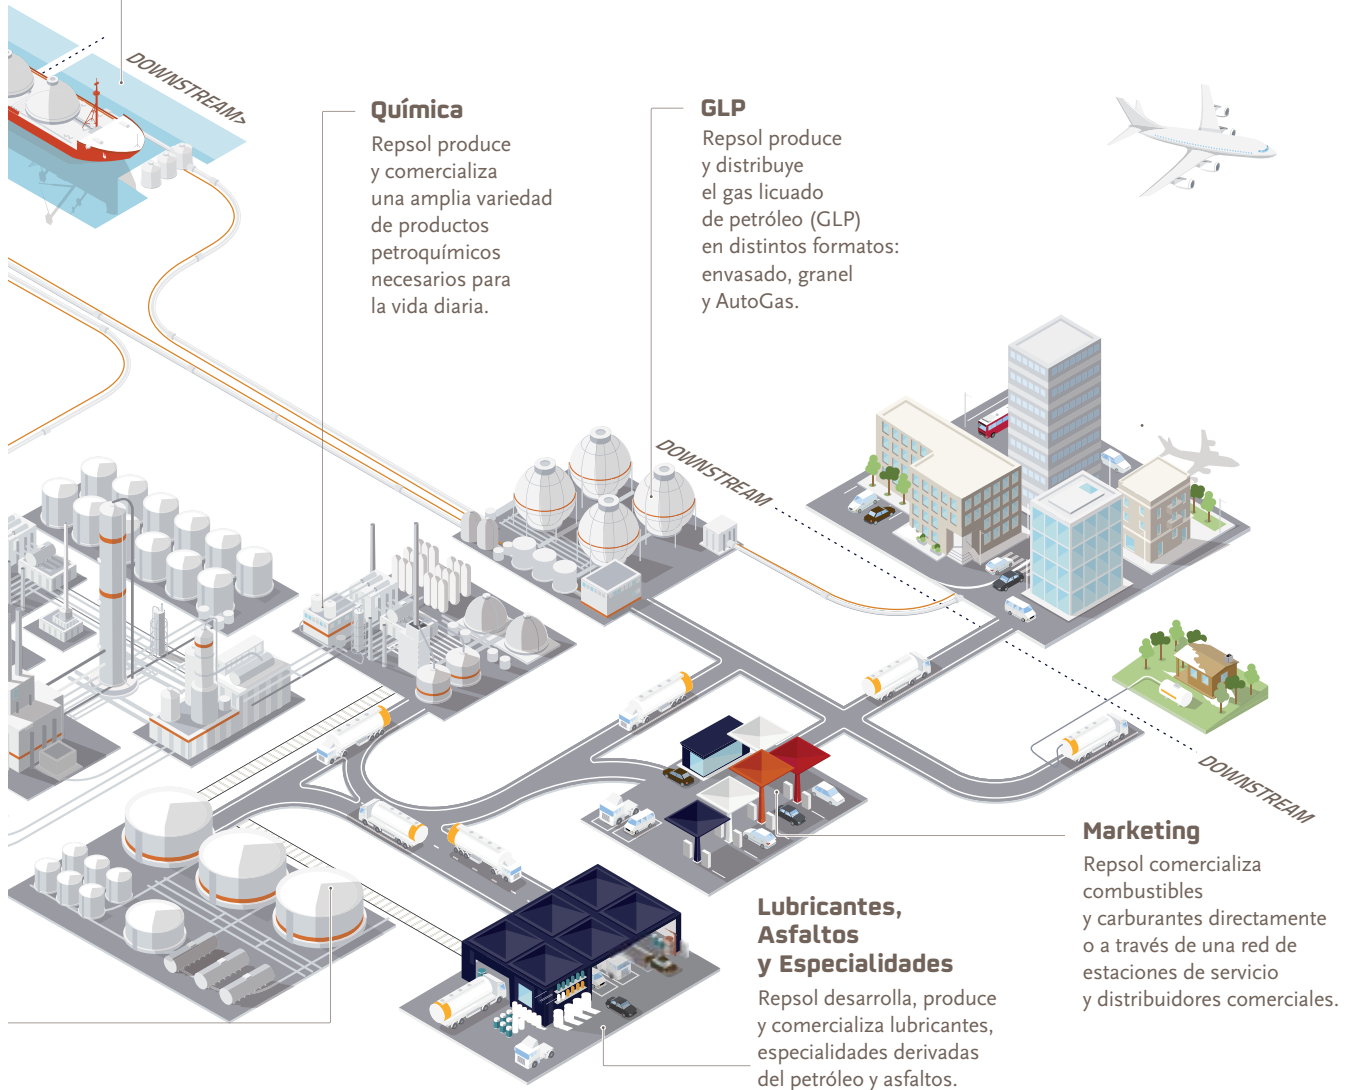 DOWNSTREAM>
Química
Repsol produce
y comercializa
una amplia variedad
de productos
petroquímicos
necesarios para
la vida diaria.
GLP
Repsol produce
y distribuye
el gas licuado
de petróleo (GLP)
en distintos formatos:
envasado, granel
y AutoGas.
DOWNSTREAM
DOWNSTREAM
Marketing
Repsol comercializa
combustibles
y carburantes directamente
o a través de una red de
estaciones de servicio
y distribuidores comerciales.
Lubricantes,
Asfaltos
y Especialidades
Repsol desarrolla, produce
y comercializa lubricantes,
especialidades derivadas
del petróleo y asfaltos.